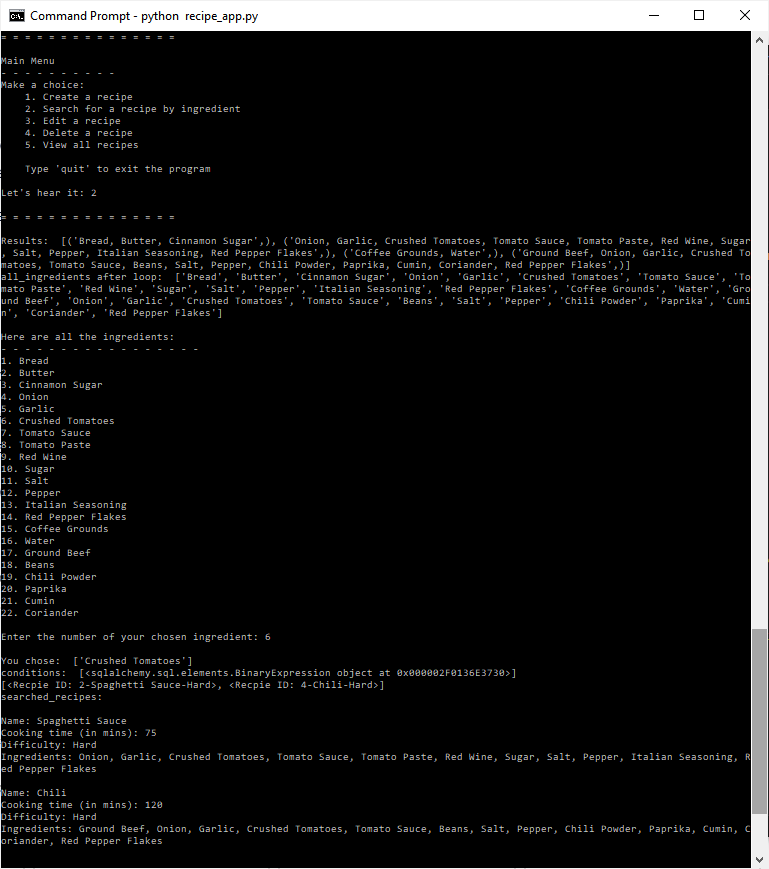 Command Prompt - python  recipe_app.py
= = = = = = = = = = = = = = =
Main Menu
- - - - - - - - - -
Make a choice:
    1. Create a recipe
    2. Search for a recipe by ingredient
    3. Edit a recipe
    4. Delete a recipe
    5. View all recipes
    Type 'quit' to exit the program
Let's hear it: 2
= = = = = = = = = = = = = = =
Results:  [('Bread, Butter, Cinnamon Sugar',), ('Onion, Garlic, Crushed Tomatoes, Tomato Sauce, Tomato Paste, Red Wine, Sugar
, Salt, Pepper, Italian Seasoning, Red Pepper Flakes',), ('Coffee Grounds, Water',), ('Ground Beef, Onion, Garlic, Crushed To
matoes, Tomato Sauce, Beans, Salt, Pepper, Chili Powder, Paprika, Cumin, Coriander, Red Pepper Flakes',)]
all_ingredients after loop:  ['Bread', 'Butter', 'Cinnamon Sugar', 'Onion', 'Garlic', 'Crushed Tomatoes', 'Tomato Sauce', 'To
mato Paste', 'Red Wine', 'Sugar', 'Salt', 'Pepper', 'Italian Seasoning', 'Red Pepper Flakes', 'Coffee Grounds', 'Water', 'Gro
und Beef', 'Onion', 'Garlic', 'Crushed Tomatoes', 'Tomato Sauce', 'Beans', 'Salt', 'Pepper', 'Chili Powder', 'Paprika', 'Cumi
n', 'Coriander', 'Red Pepper Flakes']
Here are all the ingredients:
- - - - - - - - - - - - - - - - -
1. Bread
2. Butter
3. Cinnamon Sugar
4. Onion
5. Garlic
6. Crushed Tomatoes
7. Tomato Sauce
8. Tomato Paste
9. Red Wine
10. Sugar
11. Salt
12. Pepper
13. Italian Seasoning
14. Red Pepper Flakes
15. Coffee Grounds
16. Water
17. Ground Beef
18. Beans
19. Chili Powder
20. Paprika
21. Cumin
22. Coriander
Enter the number of your chosen ingredient: 6
You chose:  ['Crushed Tomatoes']
conditions:  [<sqlalchemy.sql.elements.BinaryExpression object at 0x000002F0136E3730>]
[<Recpie ID: 2-Spaghetti Sauce-Hard>, <Recpie ID: 4-Chili-Hard>]
searched_recipes:
Name: Spaghetti Sauce
Cooking time (in mins): 75
Difficulty: Hard
Ingredients: Onion, Garlic, Crushed Tomatoes, Tomato Sauce, Tomato Paste, Red Wine, Sugar, Salt, Pepper, Italian Seasoning, R
ed Pepper Flakes
Name: Chili
Cooking time (in mins): 120
Difficulty: Hard
Ingredients: Ground Beef, Onion, Garlic, Crushed Tomatoes, Tomato Sauce, Beans, Salt, Pepper, Chili Powder, Paprika, Cumin, C
oriander, Red Pepper Flakes